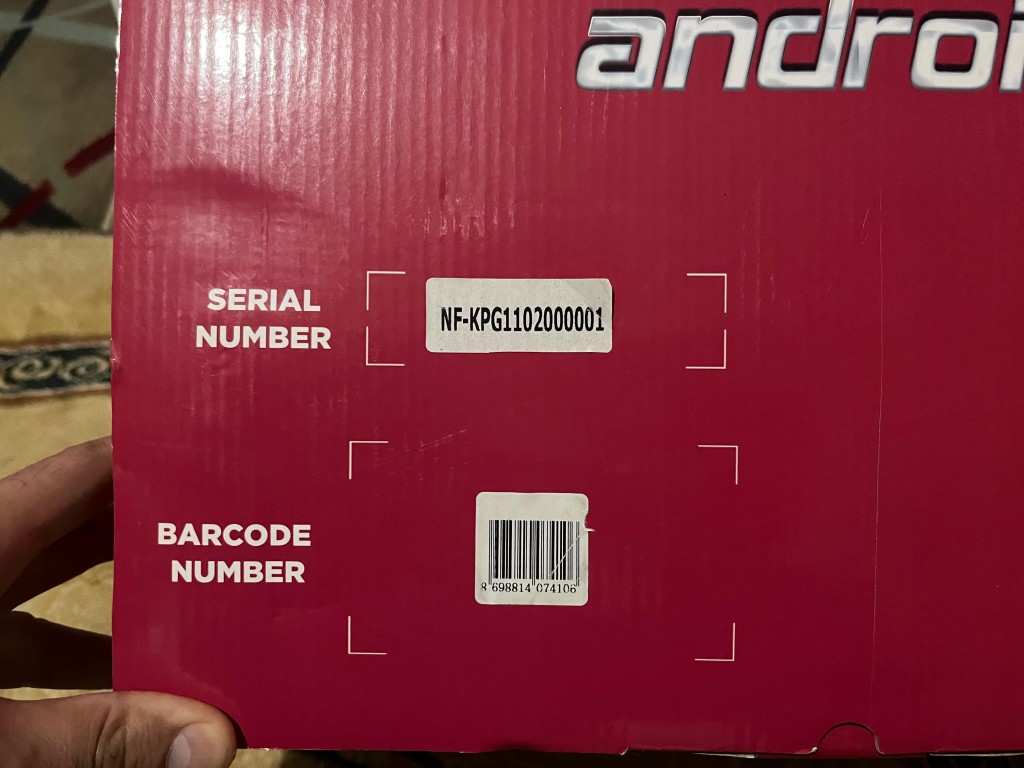 androi
SERIAL
NUMBER
NF-KPG1102000001
BARCODE
NUMBER
8 698814 074106